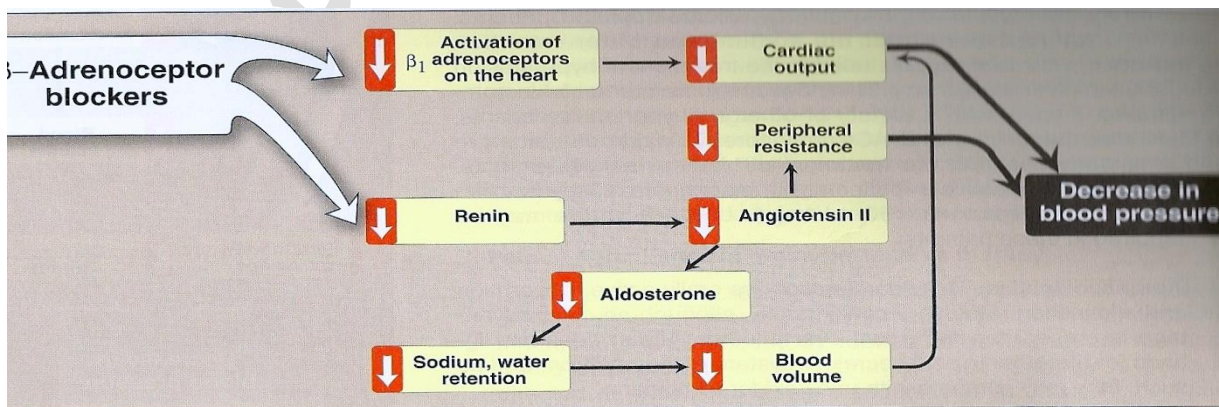 β–Adrenoceptor
blockers
Activation of
β₁ adrenoceptors
on the heart
Cardiac
output
Peripheral
resistance
Renin
Angiotensin II
Decrease in
blood pressure
Aldosterone
Sodium, water
retention
Blood
volume